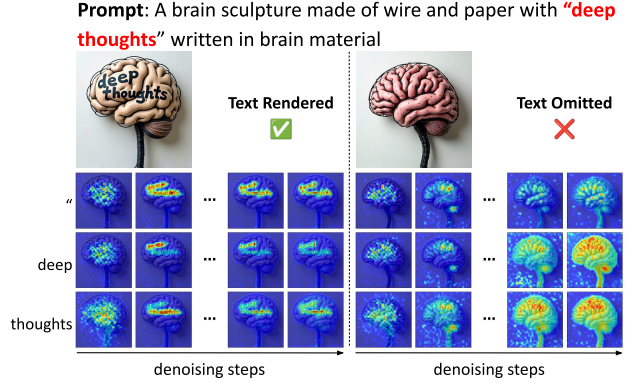 Prompt: A brain sculpture made of wire and paper with “deep
thoughts” written in brain material
deep
thoughts
Text Rendered
Text Omitted
“
...
...
deep
...
...
thoughts
...
...
denoising steps
denoising steps